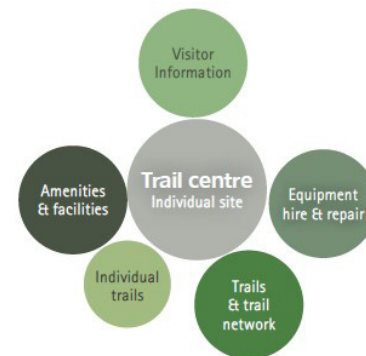 Visitor
Information
Trail centre
Individual site
Amenities
& facilities
Equipment
hire & repair
Individual
trails
Trails
& trail
network